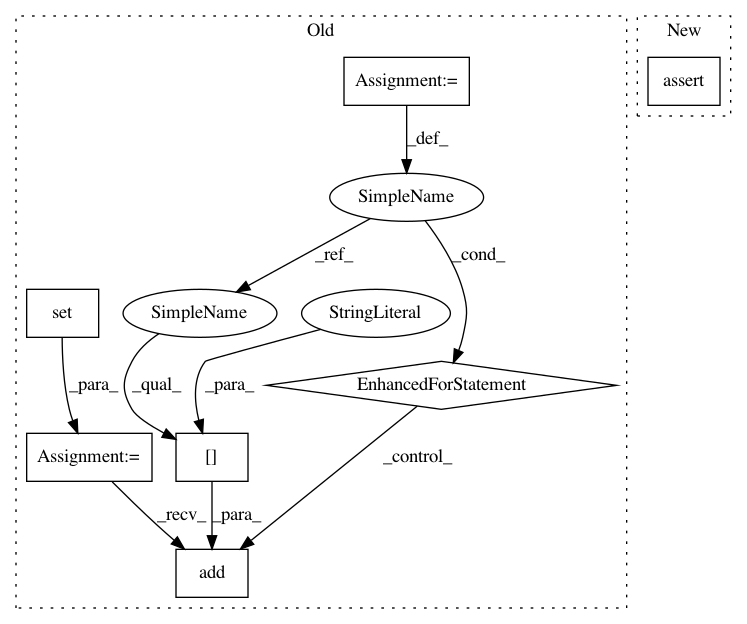 Old
New
Assignment:=
assert
_def_
SimpleName
_ref_
_cond_
set
SimpleName
StringLiteral
_para_
_qual_
_para_
EnhancedForStatement
Assignment:=
[]
_control_
_recv_
_para_
add